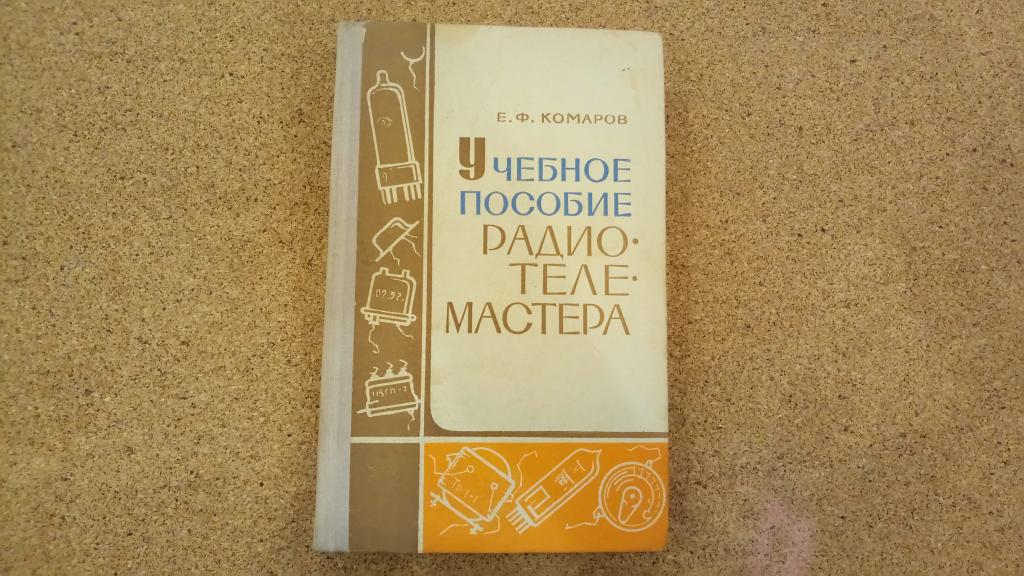 Е. Ф. КОМАРОВ
УЧЕБНОЕ
ПОСОБИЕ
РАДИО·
ТЕЛЕ·
МАСТЕРА